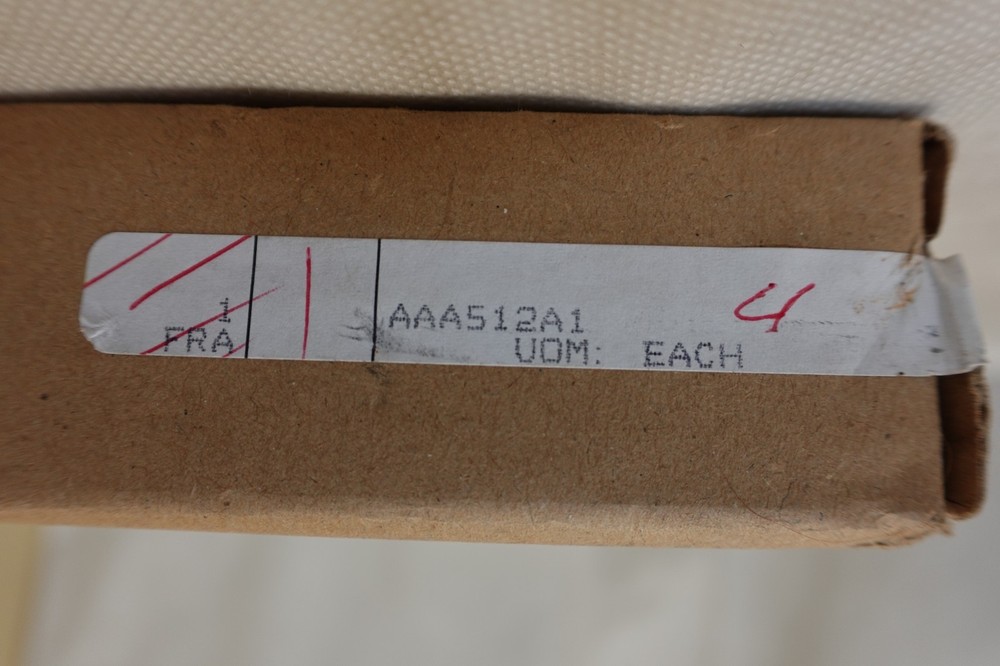 1
FRA
AAA512A1
UOM: EACH
4